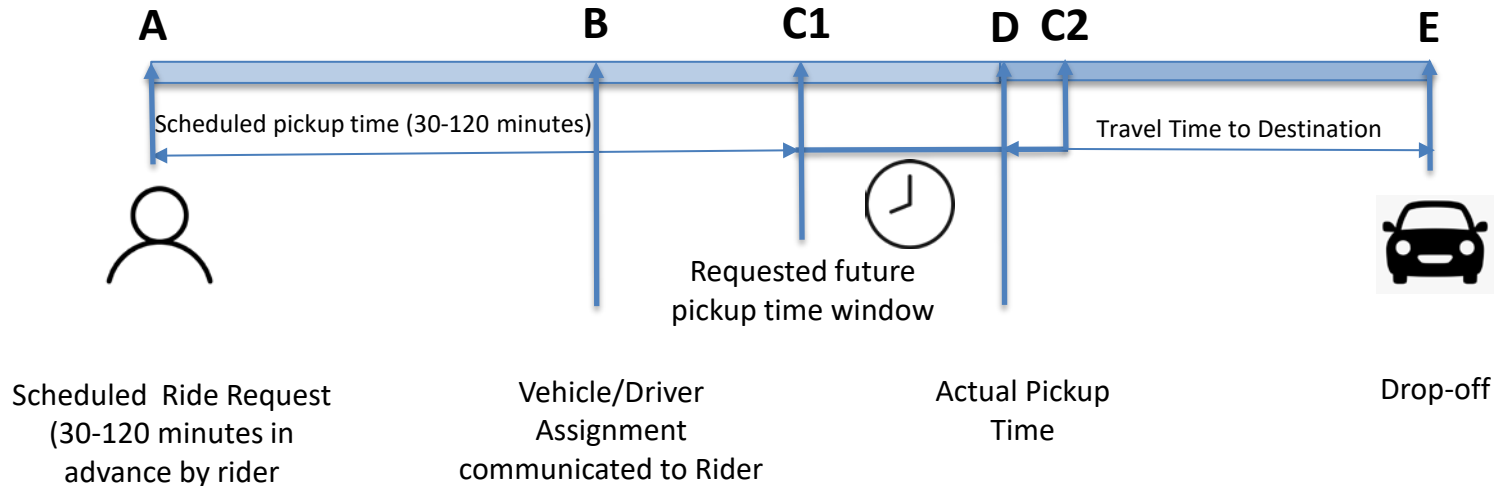 A
B
C1
D
C2
E
Scheduled pickup time (30-120 minutes)
Travel Time to Destination
Requested future
pickup time window
Scheduled Ride Request
(30-120 minutes in
advance by rider
Vehicle/Driver
Assignment
communicated to Rider
Actual Pickup
Time
Drop-off